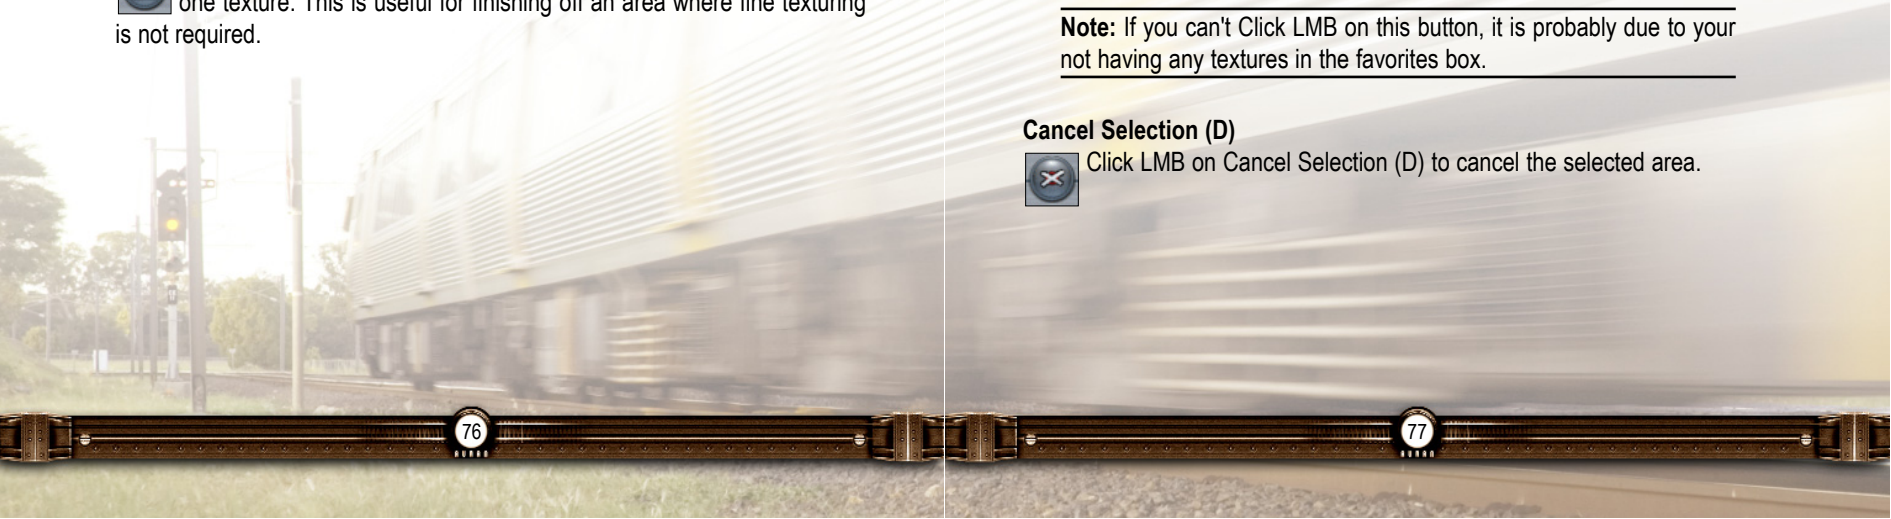 one texture. This is useful for finishing off an area where fine texturing
is not required.
76
Note: If you can't Click LMB on this button, it is probably due to your
not having any textures in the favorites box.
Cancel Selection (D)
Click LMB on Cancel Selection (D) to cancel the selected area.
77